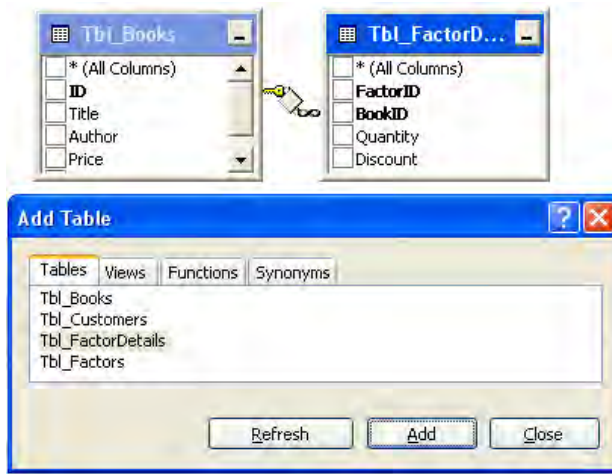 Tbl_Books
* (All Columns)
ID
Title
Author
Price
Tbl_FactorD...
* (All Columns)
FactorID
BookID
Quantity
Discount
Add Table
Tables Views Functions Synonyms
Tbl_Books
Tbl_Customers
Tbl_FactorDetails
Tbl_Factors
Refresh Add Close